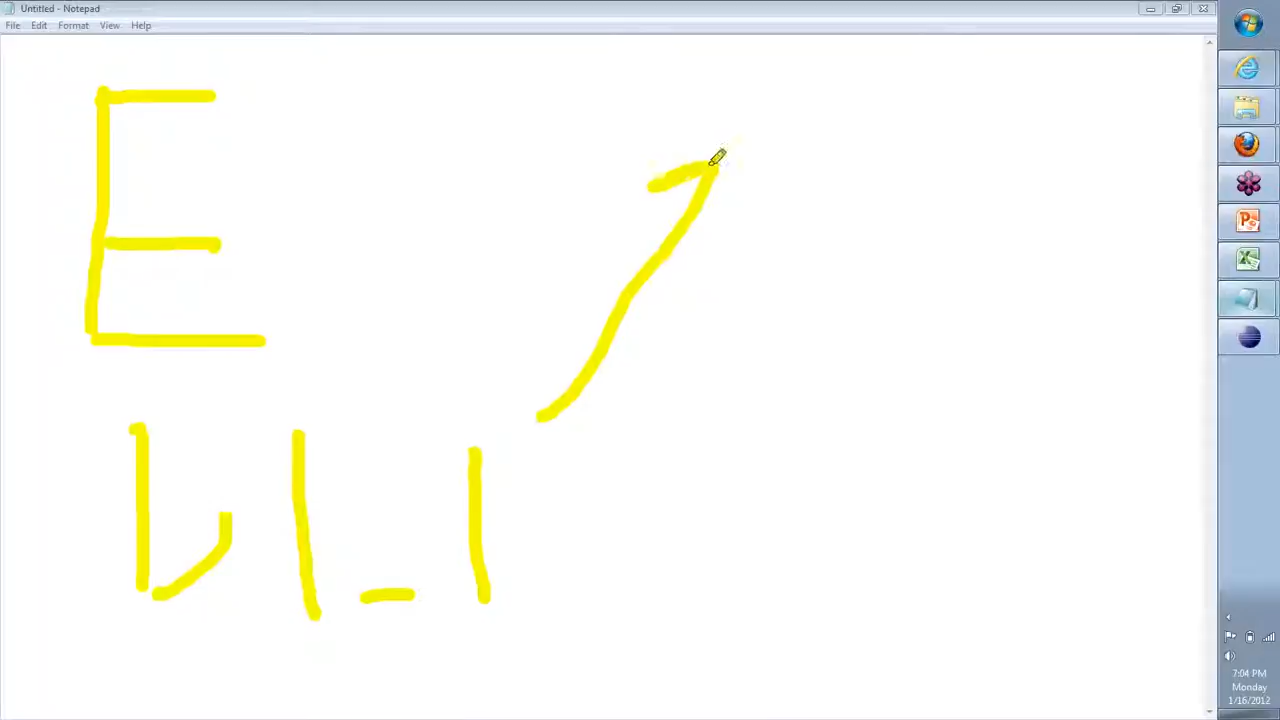 Untitled - Notepad
File Edit Format View Help
E
7:04 PM
Monday
1/16/2012